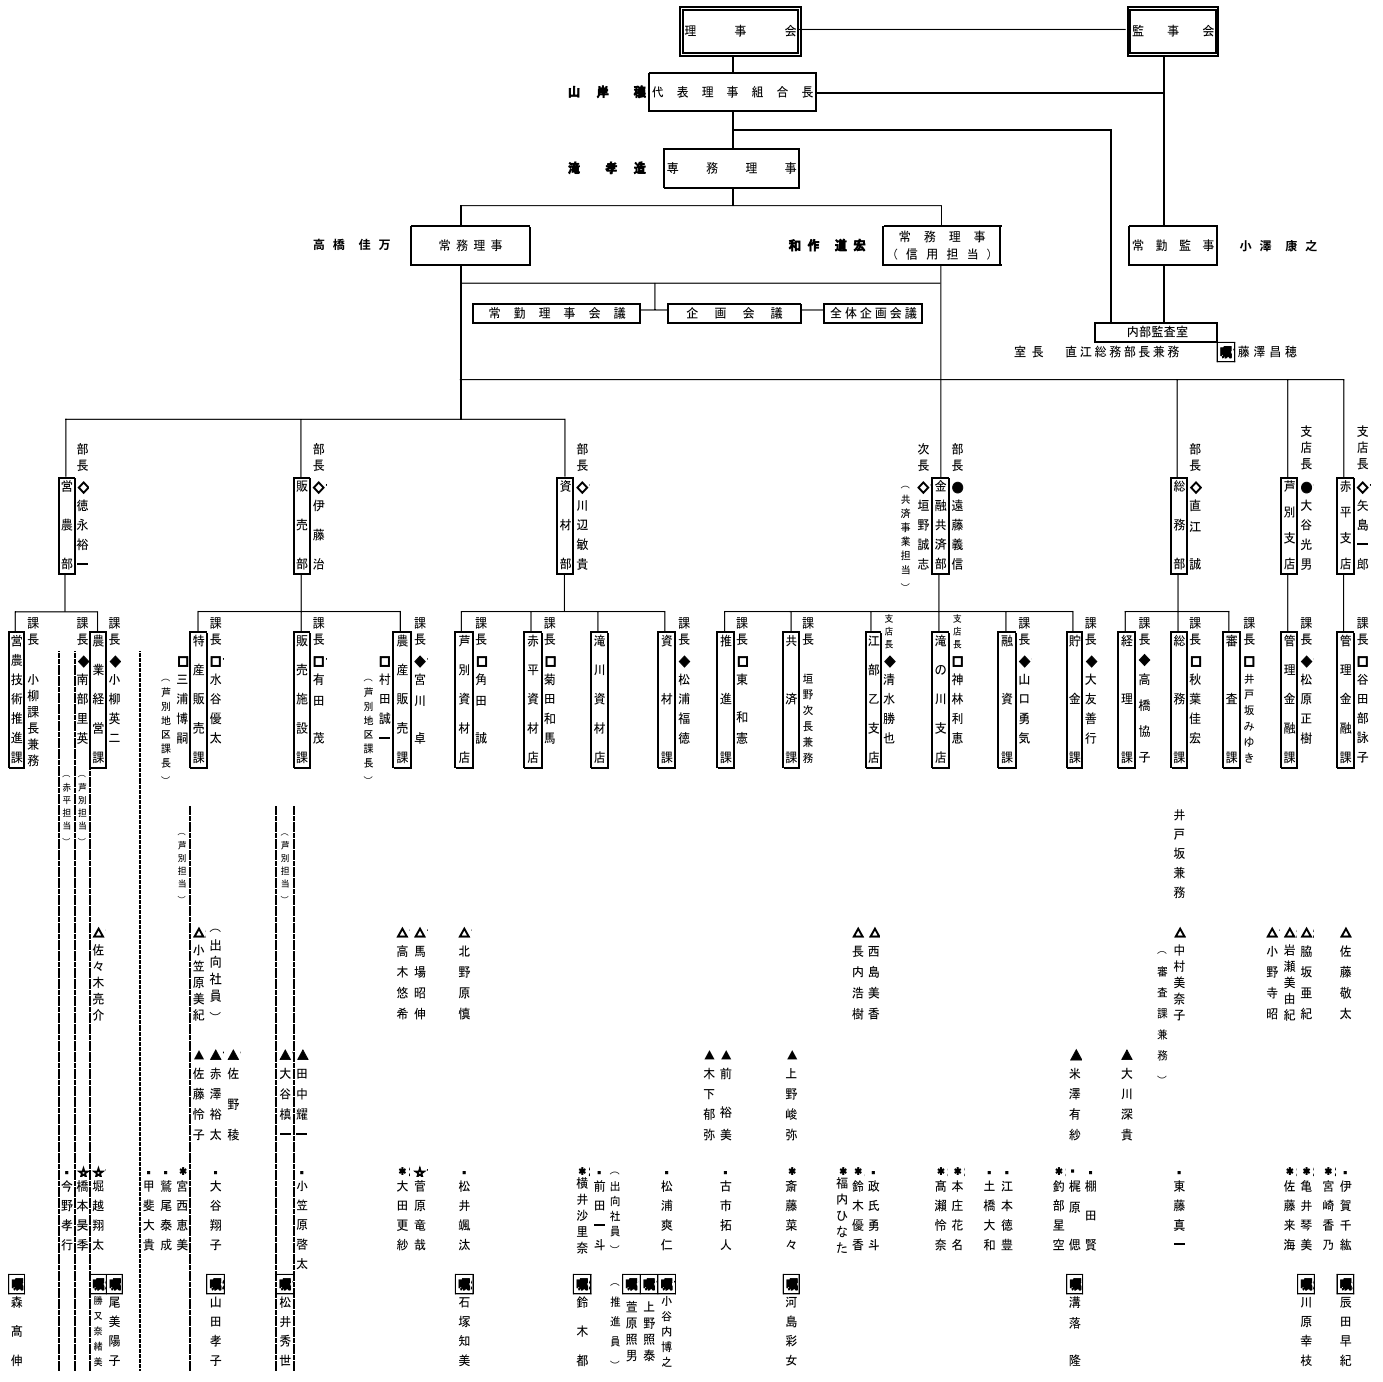 理事会
監事会
山岸 穣 代表理事組合長
滝 孝造 専務理事
高橋 佳万 常務理事
和作 道宏 常務理事
（信用担当）
常勤監事 小澤 康之
常勤理事会議
企画会議
全体企画会議
内部監査室
室長 直江総務部長兼務
嘱 藤澤昌穂
営農部
部長 ◇徳永裕一
販売部
部長 ◇伊藤 治
資材部
部長 ◇川辺敏貴
金融共済部
部長 ●遠藤義信
次長 ◇垣野誠志
（共済事業担当）
総務部
部長 ◇直江 誠
芦別支店
支店長 ●大谷光男
赤平支店
支店長 ◇矢島一郎
営農技術推進課
課長 小柳課長兼務
農業経営課
課長 ◆小柳英二
課長 ◆南部里英
（芦別担当）
（赤平担当）
特産販売課
課長 □水谷優太
□三浦博嗣
（芦別地区課長）
（芦別担当）
販売施設課
課長 □有田 茂
（芦別担当）
農産販売課
課長 ◆宮川 卓
□村田誠一
（芦別地区課長）
芦別資材店
課長 □角田 誠
赤平資材店
□菊田和馬
滝川資材店
資材課
課長 ◆松浦福徳
推進課
課長 □東 和憲
共済課
課長 垣野次長兼務
江部乙支店
支店長 ◆清水勝也
滝の川支店
支店長 □神林利恵
融資課
◆山口勇気
貯金課
課長 ◆大友善行
経理課
課長 ◆高橋協子
総務課
課長 □秋葉佳宏
審査課
課長 □井戸坂みゆき
管理金融課
課長 ◆松原正樹
管理金融課
課長 □谷田部詠子
井戸坂兼務
△佐々木亮介
△小笠原美紀
（出向社員）
△高木悠希
△馬場昭伸
△北野原慎
△長内浩樹
△西島美香
△中村美奈子
（審査課兼務）
△小野寺昭
△岩瀬美由紀
△脇坂亜紀
△佐藤敬太
▲佐藤怜子
▲赤澤裕太
▲佐野稜
▲大谷槙一
▲田中耀一
▲木下郁弥
▲前 裕美
▲上野峻弥
▲米澤有紗
▲大川深貴
・今野孝行
☆橋本昊季
☆堀越翔太
・甲斐大貴
・鷲尾泰成
＊宮西恵美
・大谷翔子
・小笠原啓太
＊大田更紗
☆菅原竜哉
・松井颯汰
＊横井沙里奈
・前田一斗
（出向社員）
・松浦爽仁
・古市拓人
＊斎藤菜々
＊福内ひなた
＊鈴木優香
・政氏勇斗
＊髙瀬怜奈
＊本庄花名
・土橋大和
・江本徳豊
＊釣部星空
・梶原 偲
・棚田 賢
・東藤真一
＊佐藤来海
＊亀井琴美
＊宮崎香乃
・伊賀千紘
嘱 森 髙伸
嘱 勝又奈緒美
嘱 尾美陽子
嘱 山田孝子
嘱 松井秀世
嘱 石塚知美
嘱 鈴木 都
（推進員）
嘱 萱原照男
嘱 上野照泰
嘱 小谷内博之
嘱 河島彩女
嘱 溝落 隆
嘱 川原幸枝
嘱 辰田早紀